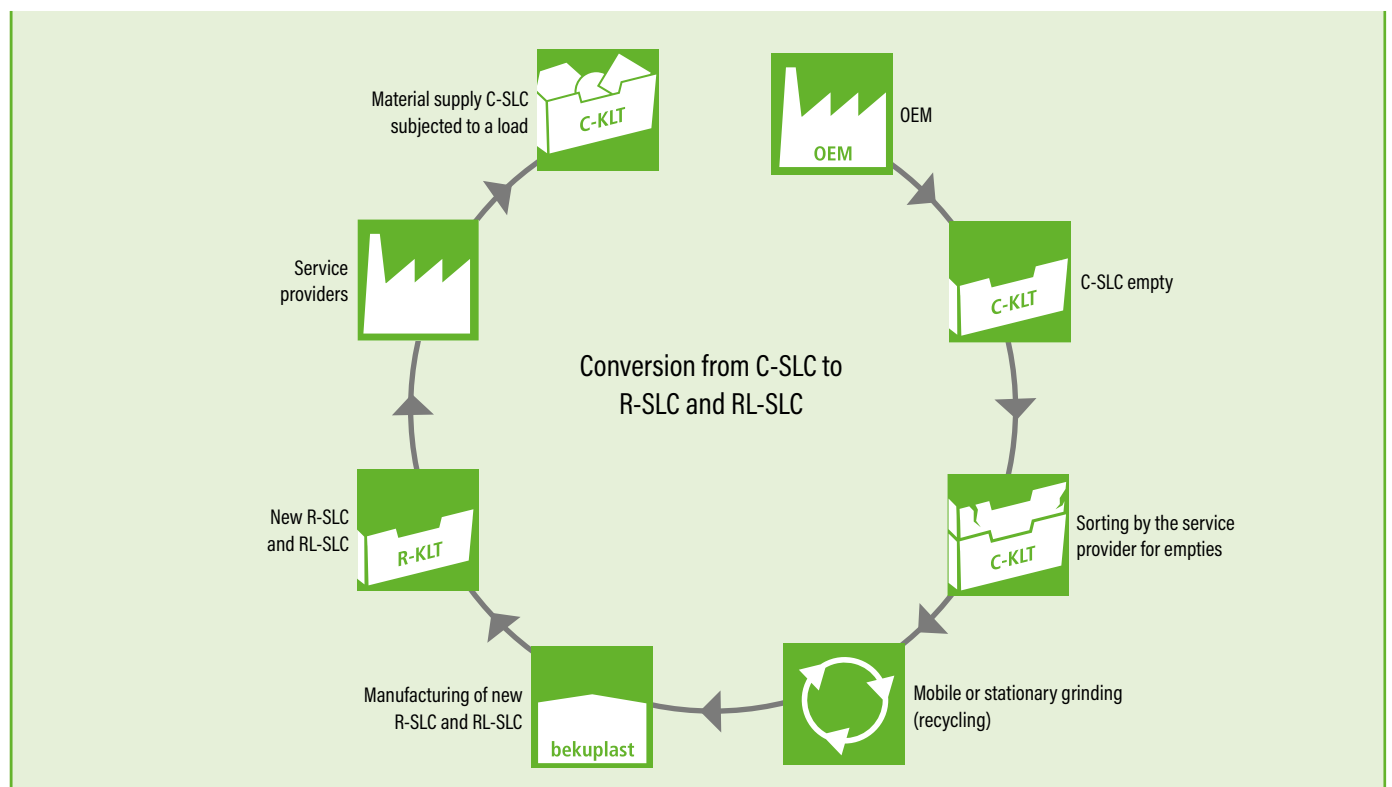 Material supply C-SLC
subjected to a load
C-KLT
OEM
OEM
Service
providers
C-KLT
C-SLC empty
Conversion from C-SLC to
R-SLC and RL-SLC
New R-SLC
and RL-SLC
R-KLT
C-KLT
Sorting by the service
provider for empties
Manufacturing of new
R-SLC and RL-SLC
bekuplast
Mobile or stationary grinding
(recycling)